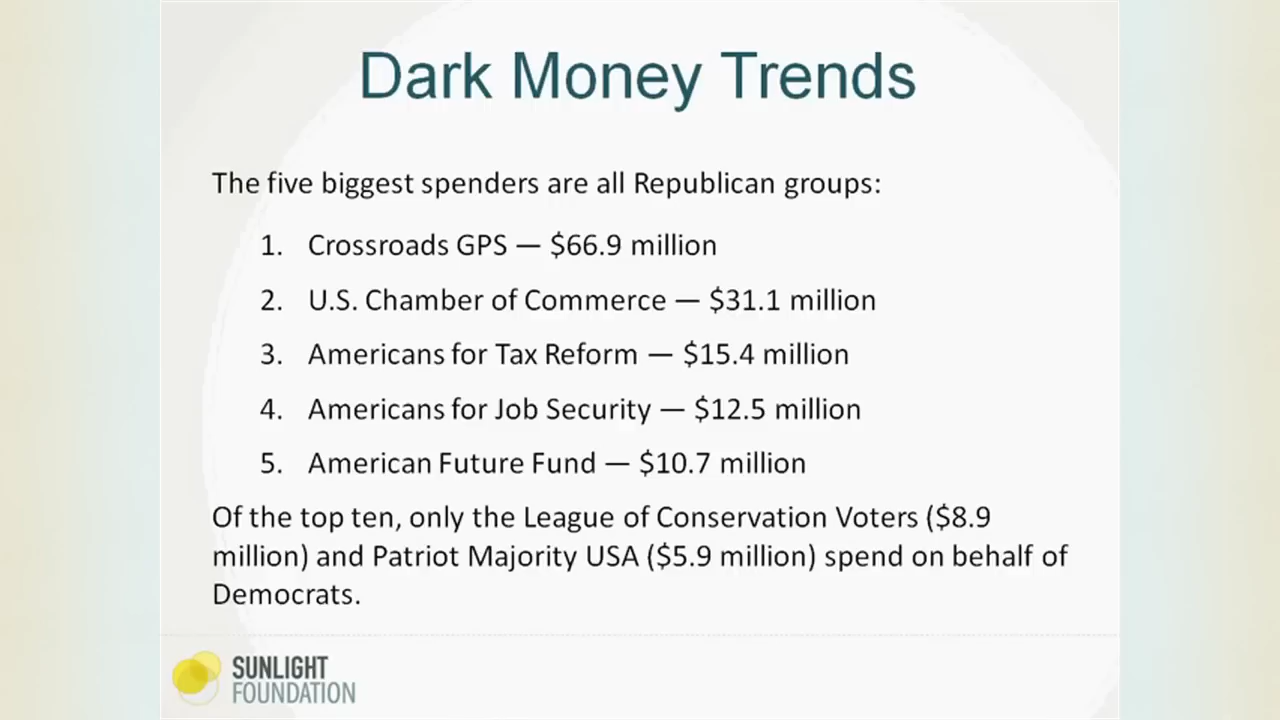 Dark Money Trends
The five biggest spenders are all Republican groups:
1. Crossroads GPS — $66.9 million
2. U.S. Chamber of Commerce — $31.1 million
3. Americans for Tax Reform — $15.4 million
4. Americans for Job Security — $12.5 million
5. American Future Fund — $10.7 million
Of the top ten, only the League of Conservation Voters ($8.9
million) and Patriot Majority USA ($5.9 million) spend on behalf of
Democrats.
SUNLIGHT
FOUNDATION